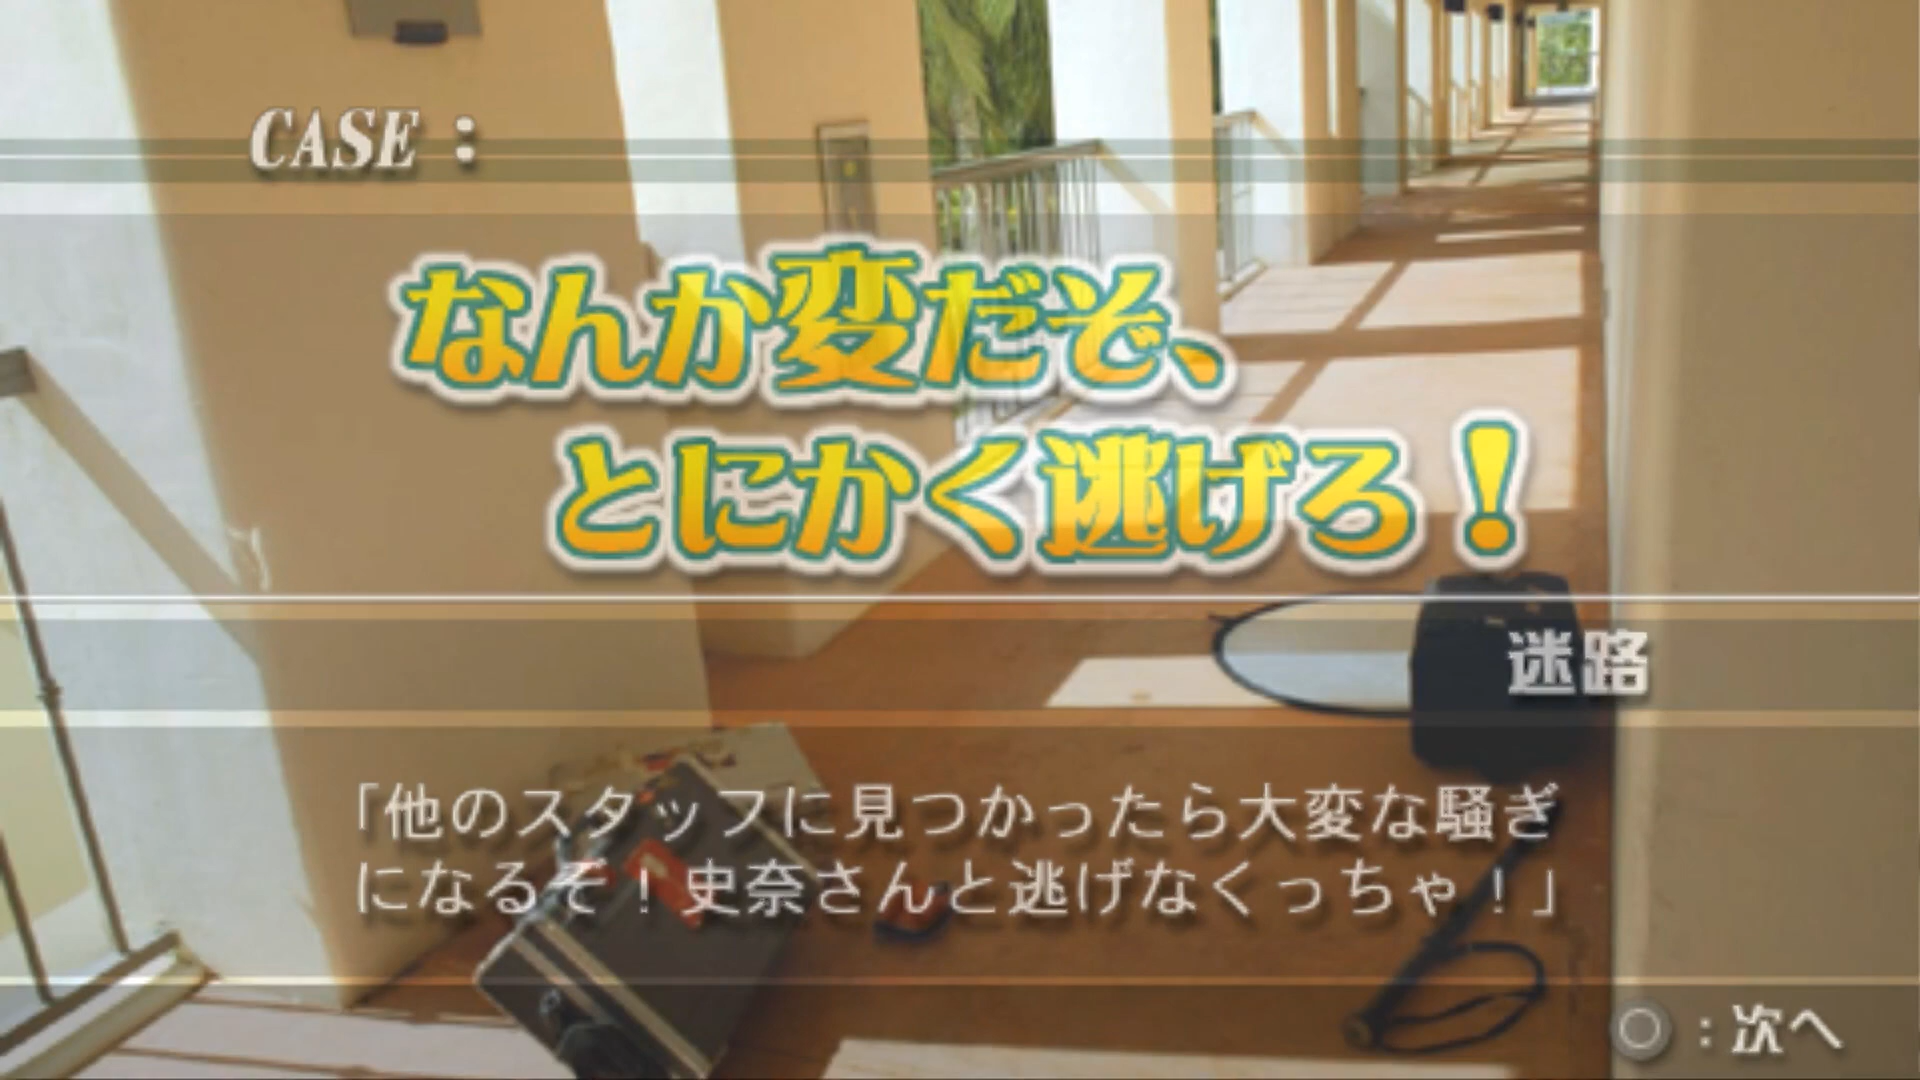 CASE：
なんか変だぞ、
とにかく逃げろ！
迷路
「他のスタッフに見つかったら大変な騒ぎ
になるぞ！史奈さんと逃げなくっちゃ！」
○：次へ